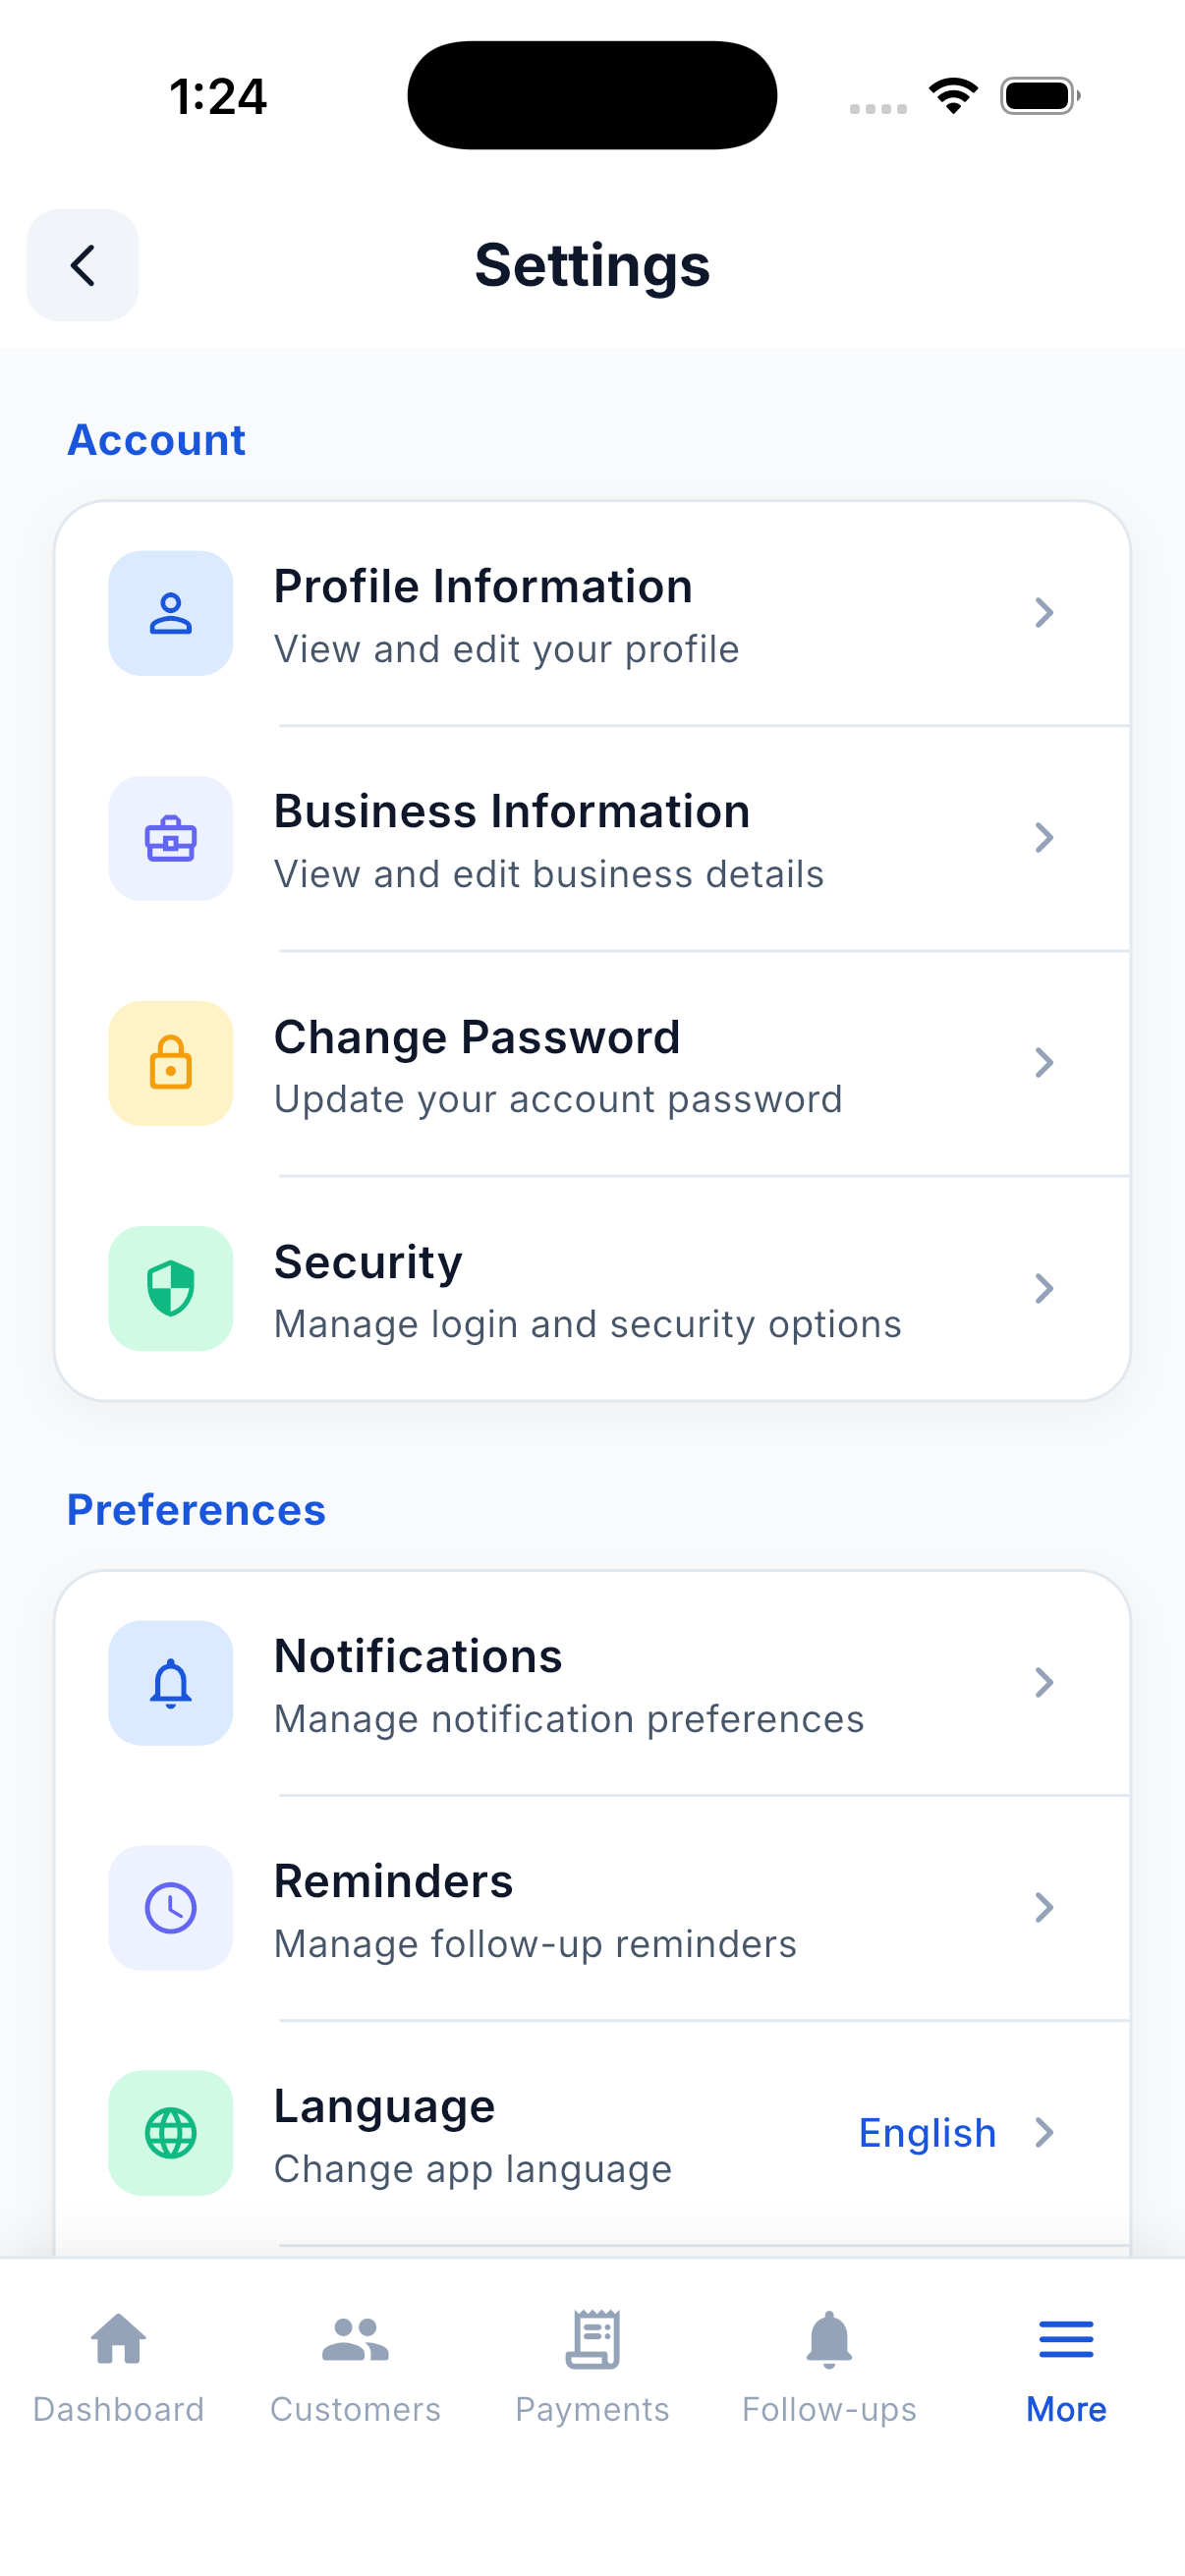 1:24
Settings
Account
Profile Information
View and edit your profile
Business Information
View and edit business details
Change Password
Update your account password
Security
Manage login and security options
Preferences
Notifications
Manage notification preferences
Reminders
Manage follow-up reminders
Language
English
Change app language
Dashboard
Customers
Payments
Follow-ups
More